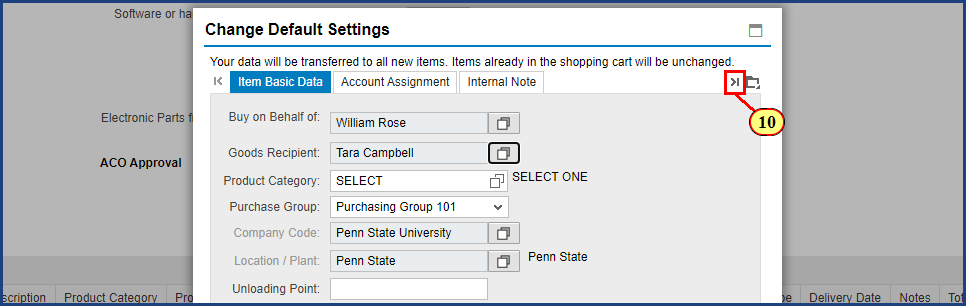 Software or ha
Change Default Settings
Your data will be transferred to all new items. Items already in the shopping cart will be unchanged.
Item Basic Data Account Assignment Internal Note
10
Buy on Behalf of: William Rose
Electronic Parts f
Goods Recipient: Tara Campbell
ACO Approval
Product Category: SELECT SELECT ONE
Purchase Group: Purchasing Group 101
Company Code: Penn State University
Location / Plant: Penn State Penn State
Unloading Point:
scription Product Category Pro pe Delivery Date Notes Tot